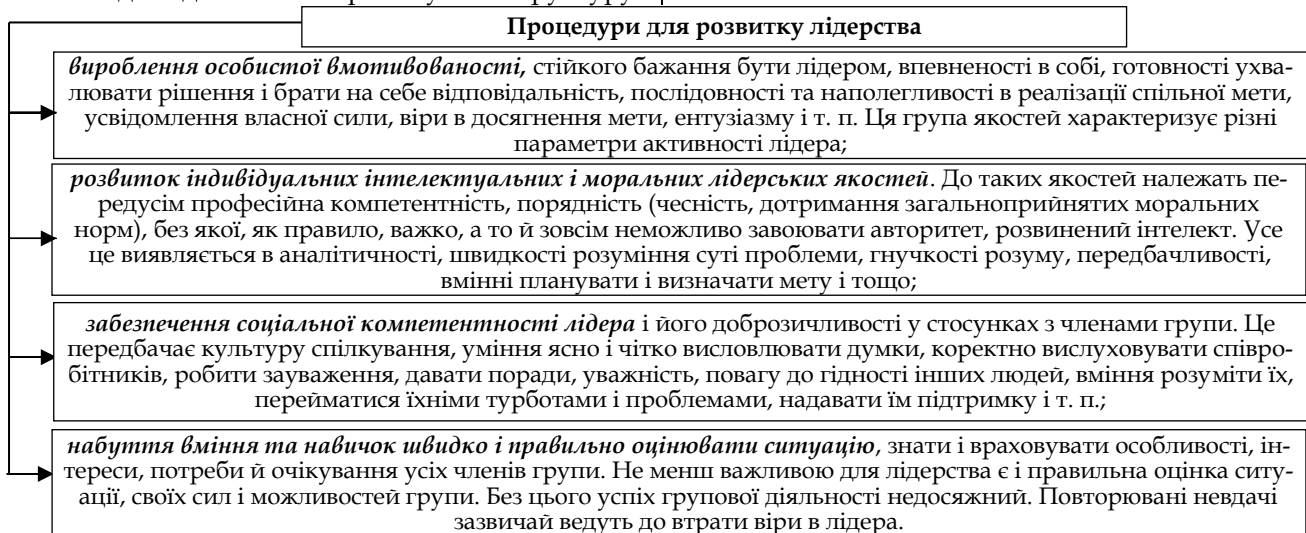 Процедури для розвитку лідерства
вироблення особистої вмотивованості, стійкого бажання бути лідером, впевненості в собі, готовності ухва-
лювати рішення і брати на себе відповідальність, послідовності та наполегливості в реалізації спільної мети,
усвідомлення власної сили, віри в досягнення мети, ентузіазму і т. п. Ця група якостей характеризує різні
параметри активності лідера;
розвиток індивідуальних інтелектуальних і моральних лідерських якостей. До таких якостей належать пе-
редусім професійна компетентність, порядність (чесність, дотримання загальноприйнятих моральних
норм), без якої, як правило, важко, а то й зовсім неможливо завоювати авторитет, розвинений інтелект. Усе
це виявляється в аналітичності, швидкості розуміння суті проблеми, гнучкості розуму, передбачливості,
вмінні планувати і визначати мету і тощо;
забезпечення соціальної компетентності лідера і його доброзичливості у стосунках з членами групи. Це
передбачає культуру спілкування, уміння ясно і чітко висловлювати думки, коректно вислуховувати співро-
бітників, робити зауваження, давати поради, уважність, повагу до гідності інших людей, вміння розуміти їх,
перейматися їхніми турботами і проблемами, надавати їм підтримку і т. п.;
набуття вміння та навичок швидко і правильно оцінювати ситуацію, знати і враховувати особливості, ін-
тереси, потреби й очікування усіх членів групи. Не менш важливою для лідерства є і правильна оцінка ситу-
ації, своїх сил і можливостей групи. Без цього успіх групової діяльності недосяжний. Повторювані невдачі
зазвичай ведуть до втрати віри в лідера.